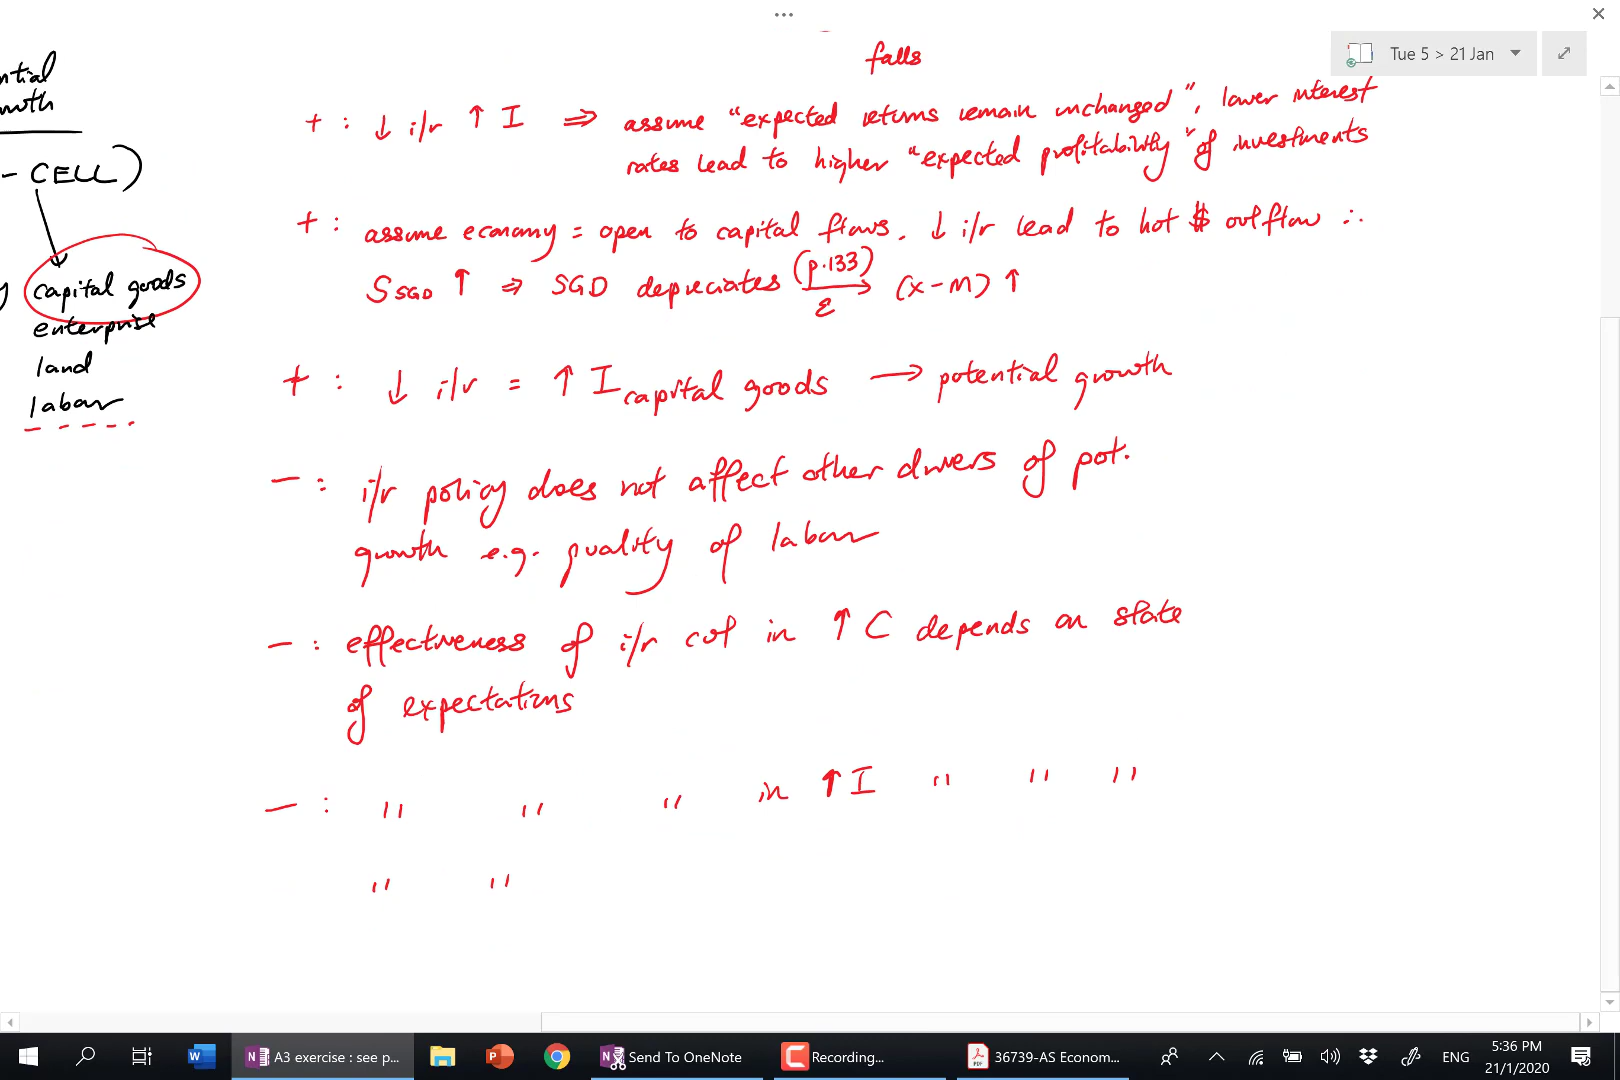 Tue 5 > 21 Jan
falls
+ : ↓ i/r ↑ I ⇒ assume "expected returns remain unchanged", lower interest
rates lead to higher "expected profitability" of investments
+ : assume economy = open to capital flows. ↓ i/r lead to hot $ outflow ∴
S SGD ↑ ⇒ SGD depreciates (p.133) ε → (x-m) ↑
+ : ↓ i/r = ↑ I capital goods → potential growth
- : i/r policy does not affect other drivers of pot.
growth e.g. quality of labour
- : effectiveness of i/r cut in ↑ C depends on state
of expectations
- : " " " in ↑ I " " "
" "
ntial
owth
- CELL)
y capital goods
enterprise
land
labour
A3 exercise : see p...
Send To OneNote
Recording...
36739-AS Econom...
ENG
5:36 PM
21/1/2020